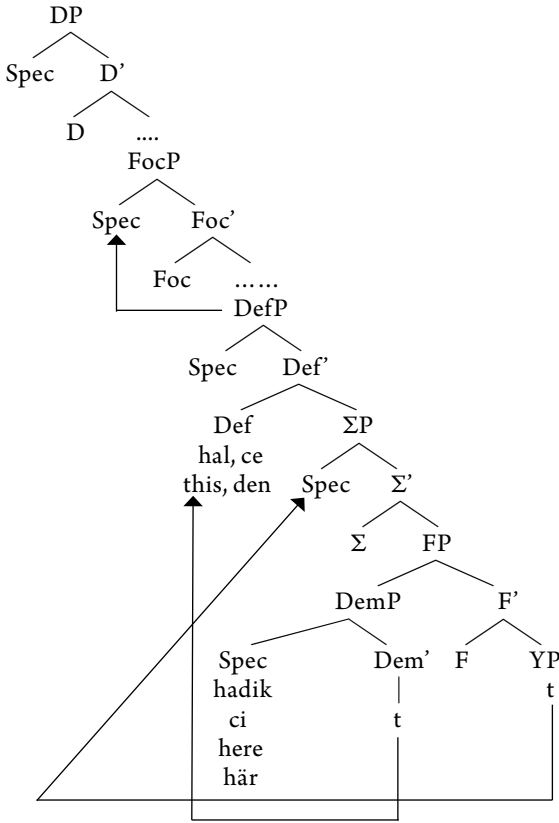 DP
Spec D’
D ....
FocP
Spec Foc’
Foc ......
DefP
Spec Def’
Def ΣP
hal, ce
this, den Spec Σ’
Σ FP
DemP F’
Spec Dem’ F YP
hadik t
ci t
here
här